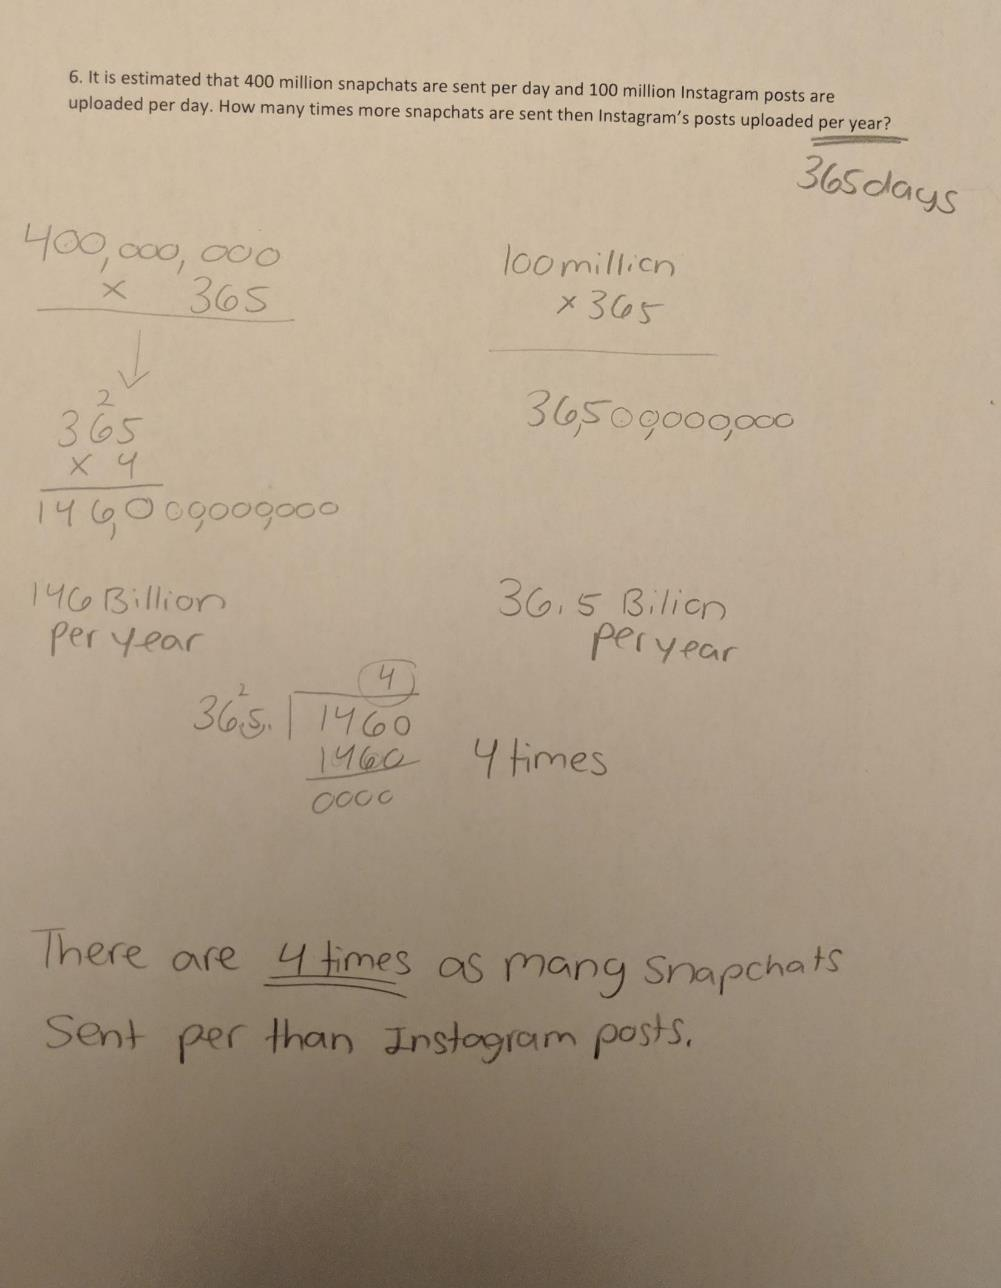 6. It is estimated that 400 million snapchats are sent per day and 100 million Instagram posts are
uploaded per day. How many times more snapchats are sent then Instagram's posts uploaded per year?
365 days
400,000,000
x 365
2
365
x 4
146,000,000,000
146 Billion
per year
100 million
x 365
36,500,000,000
36.5 Bilion
per year
4
2
36.5. 1460
1460
0000
4 times
There are 4 times as many snapchats
Sent per than Instagram posts.